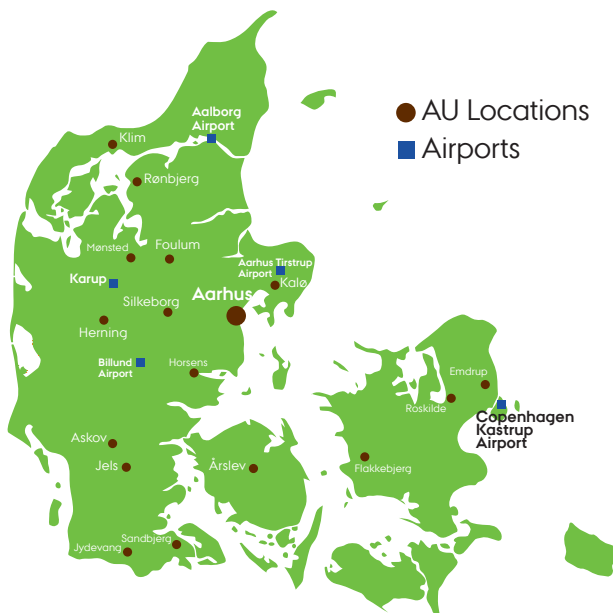 AU Locations
Airports
Aalborg
Airport
Klim
Rønbjerg
Mønsted
Foulum
Aarhus Tirstrup
Airport
Kalø
Karup
Silkeborg
Aarhus
Herning
Billund
Airport
Horsens
Emdrup
Roskilde
Copenhagen
Kastrup
Airport
Askov
Jels
Årslev
Flakkebjerg
Sandbjerg
Jydevang